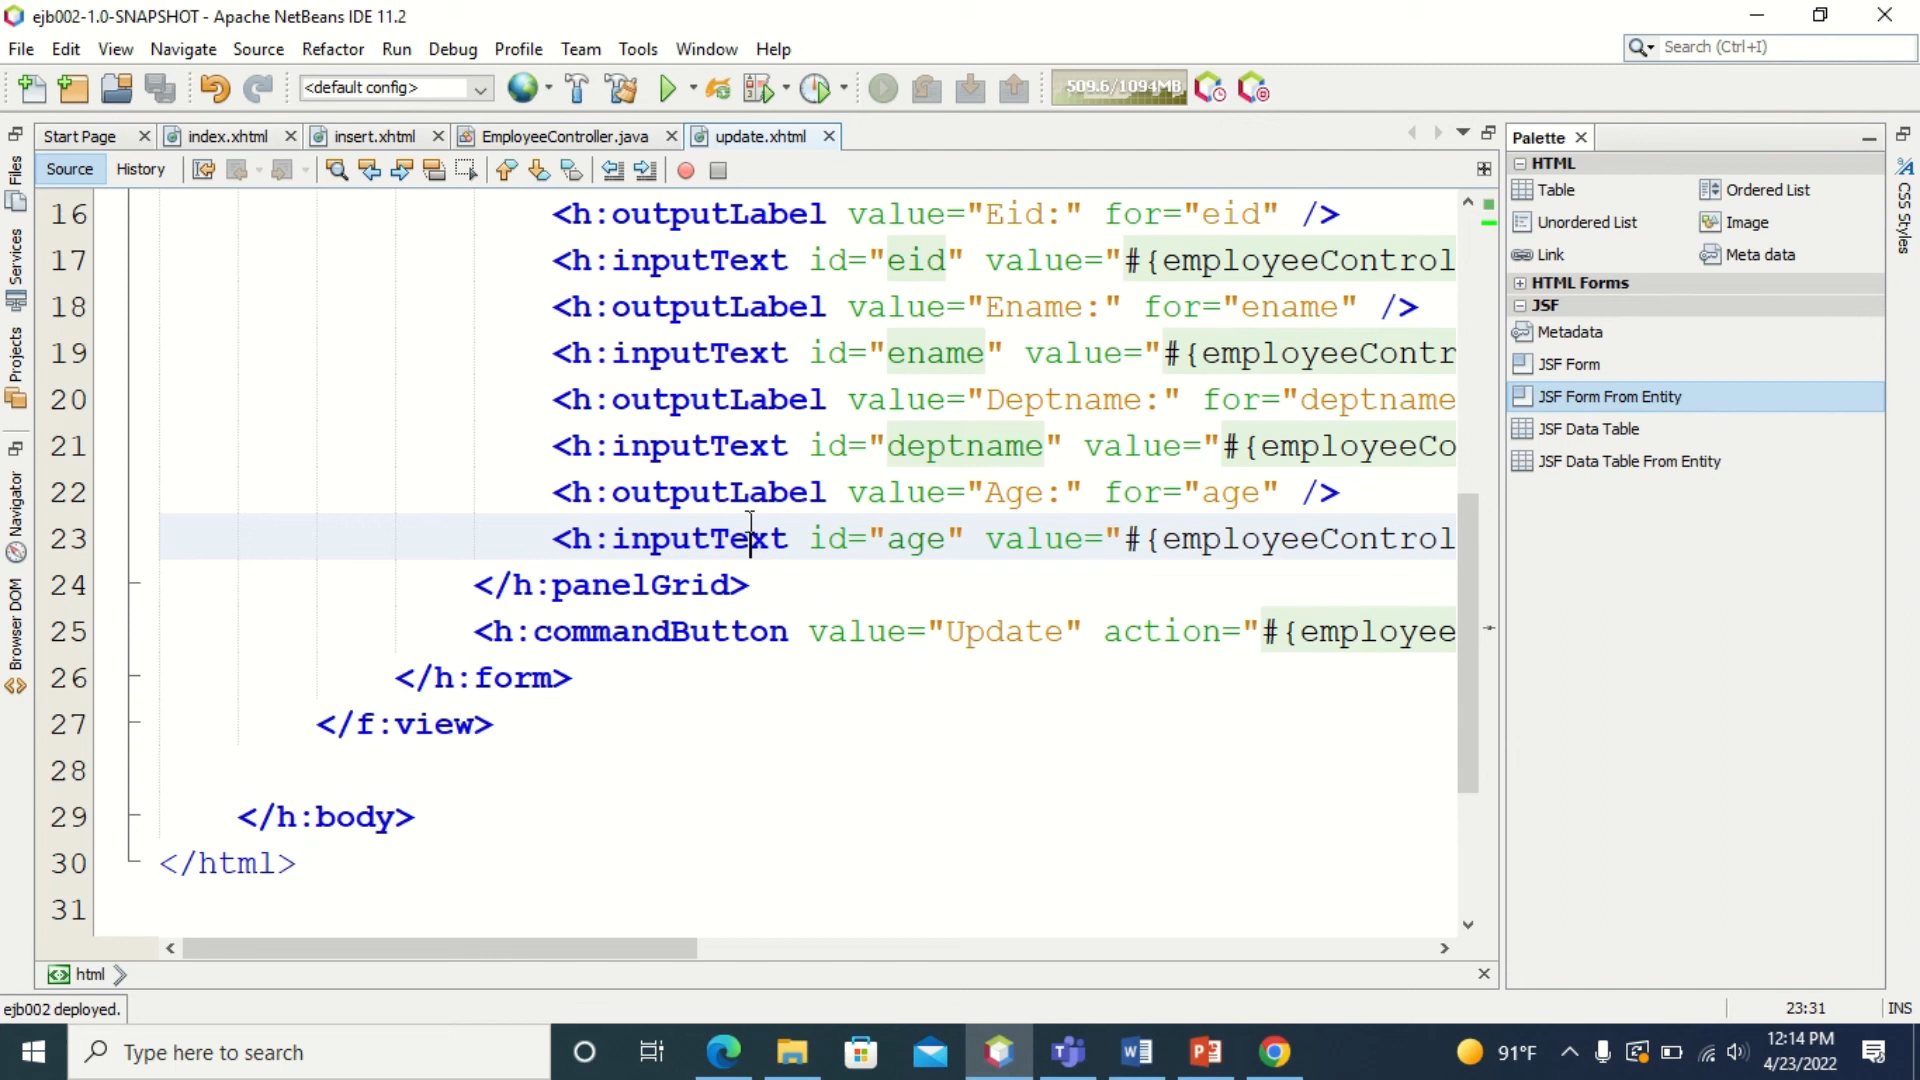 ejb002-1.0-SNAPSHOT - Apache NetBeans IDE 11.2
File Edit View Navigate Source Refactor Run Debug Profile Team Tools Window Help
Search (Ctrl+I)
<default config>
509.6/1094MB
Start Page index.xhtml insert.xhtml EmployeeController.java update.xhtml
Source History
16 <h:outputLabel value="Eid:" for="eid" />
17 <h:inputText id="eid" value="#{employeeControl
18 <h:outputLabel value="Ename:" for="ename" />
19 <h:inputText id="ename" value="#{employeeContr
20 <h:outputLabel value="Deptname:" for="deptname
21 <h:inputText id="deptname" value="#{employeeCo
22 <h:outputLabel value="Age:" for="age" />
23 <h:inputText id="age" value="#{employeeControl
24 </h:panelGrid>
25 <h:commandButton value="Update" action="#{employee
26 </h:form>
27 </f:view>
28
29 </h:body>
30 </html>
31
html
ejb002 deployed.
23:31 INS
Files
Services
Projects
Navigator
Browser DOM
Palette
HTML
Table Ordered List
Unordered List Image
Link Meta data
HTML Forms
JSF
Metadata
JSF Form
JSF Form From Entity
JSF Data Table
JSF Data Table From Entity
CSS Styles
Type here to search
91°F
12:14 PM
4/23/2022